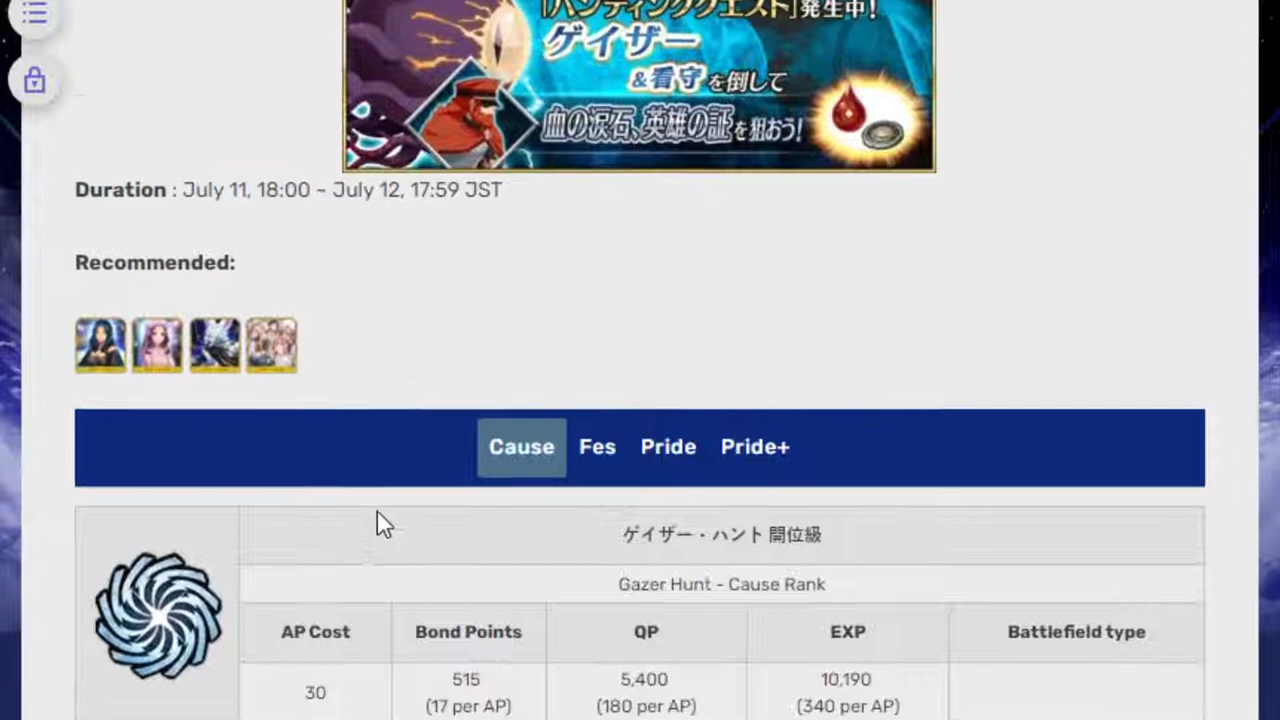 「ハンティングクエスト」発生中！
ゲイザー
＆看守を倒して
血の涙石、英雄の証を狙おう！
Duration : July 11, 18:00 ~ July 12, 17:59 JST
Recommended:
Cause Fes Pride Pride+
ゲイザー・ハント 開位級
Gazer Hunt - Cause Rank
AP Cost Bond Points QP EXP Battlefield type
30 515 5,400 10,190
(17 per AP) (180 per AP) (340 per AP)